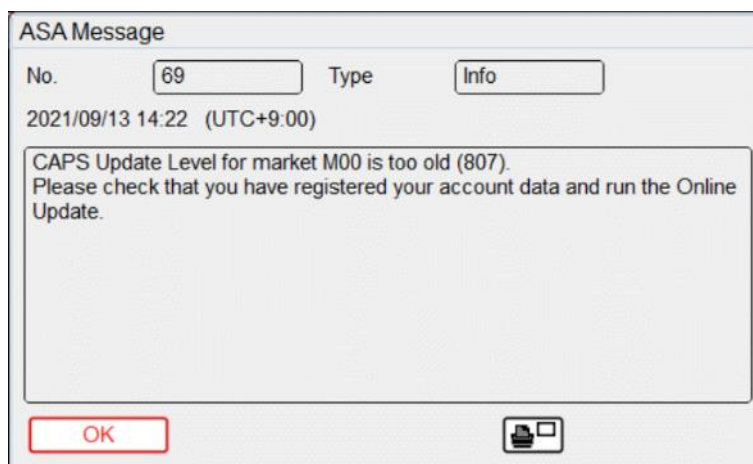 ASA Message
No. 69 Type Info
2021/09/13 14:22 (UTC+9:00)
CAPS Update Level for market M00 is too old (807).
Please check that you have registered your account data and run the Online
Update.
OK